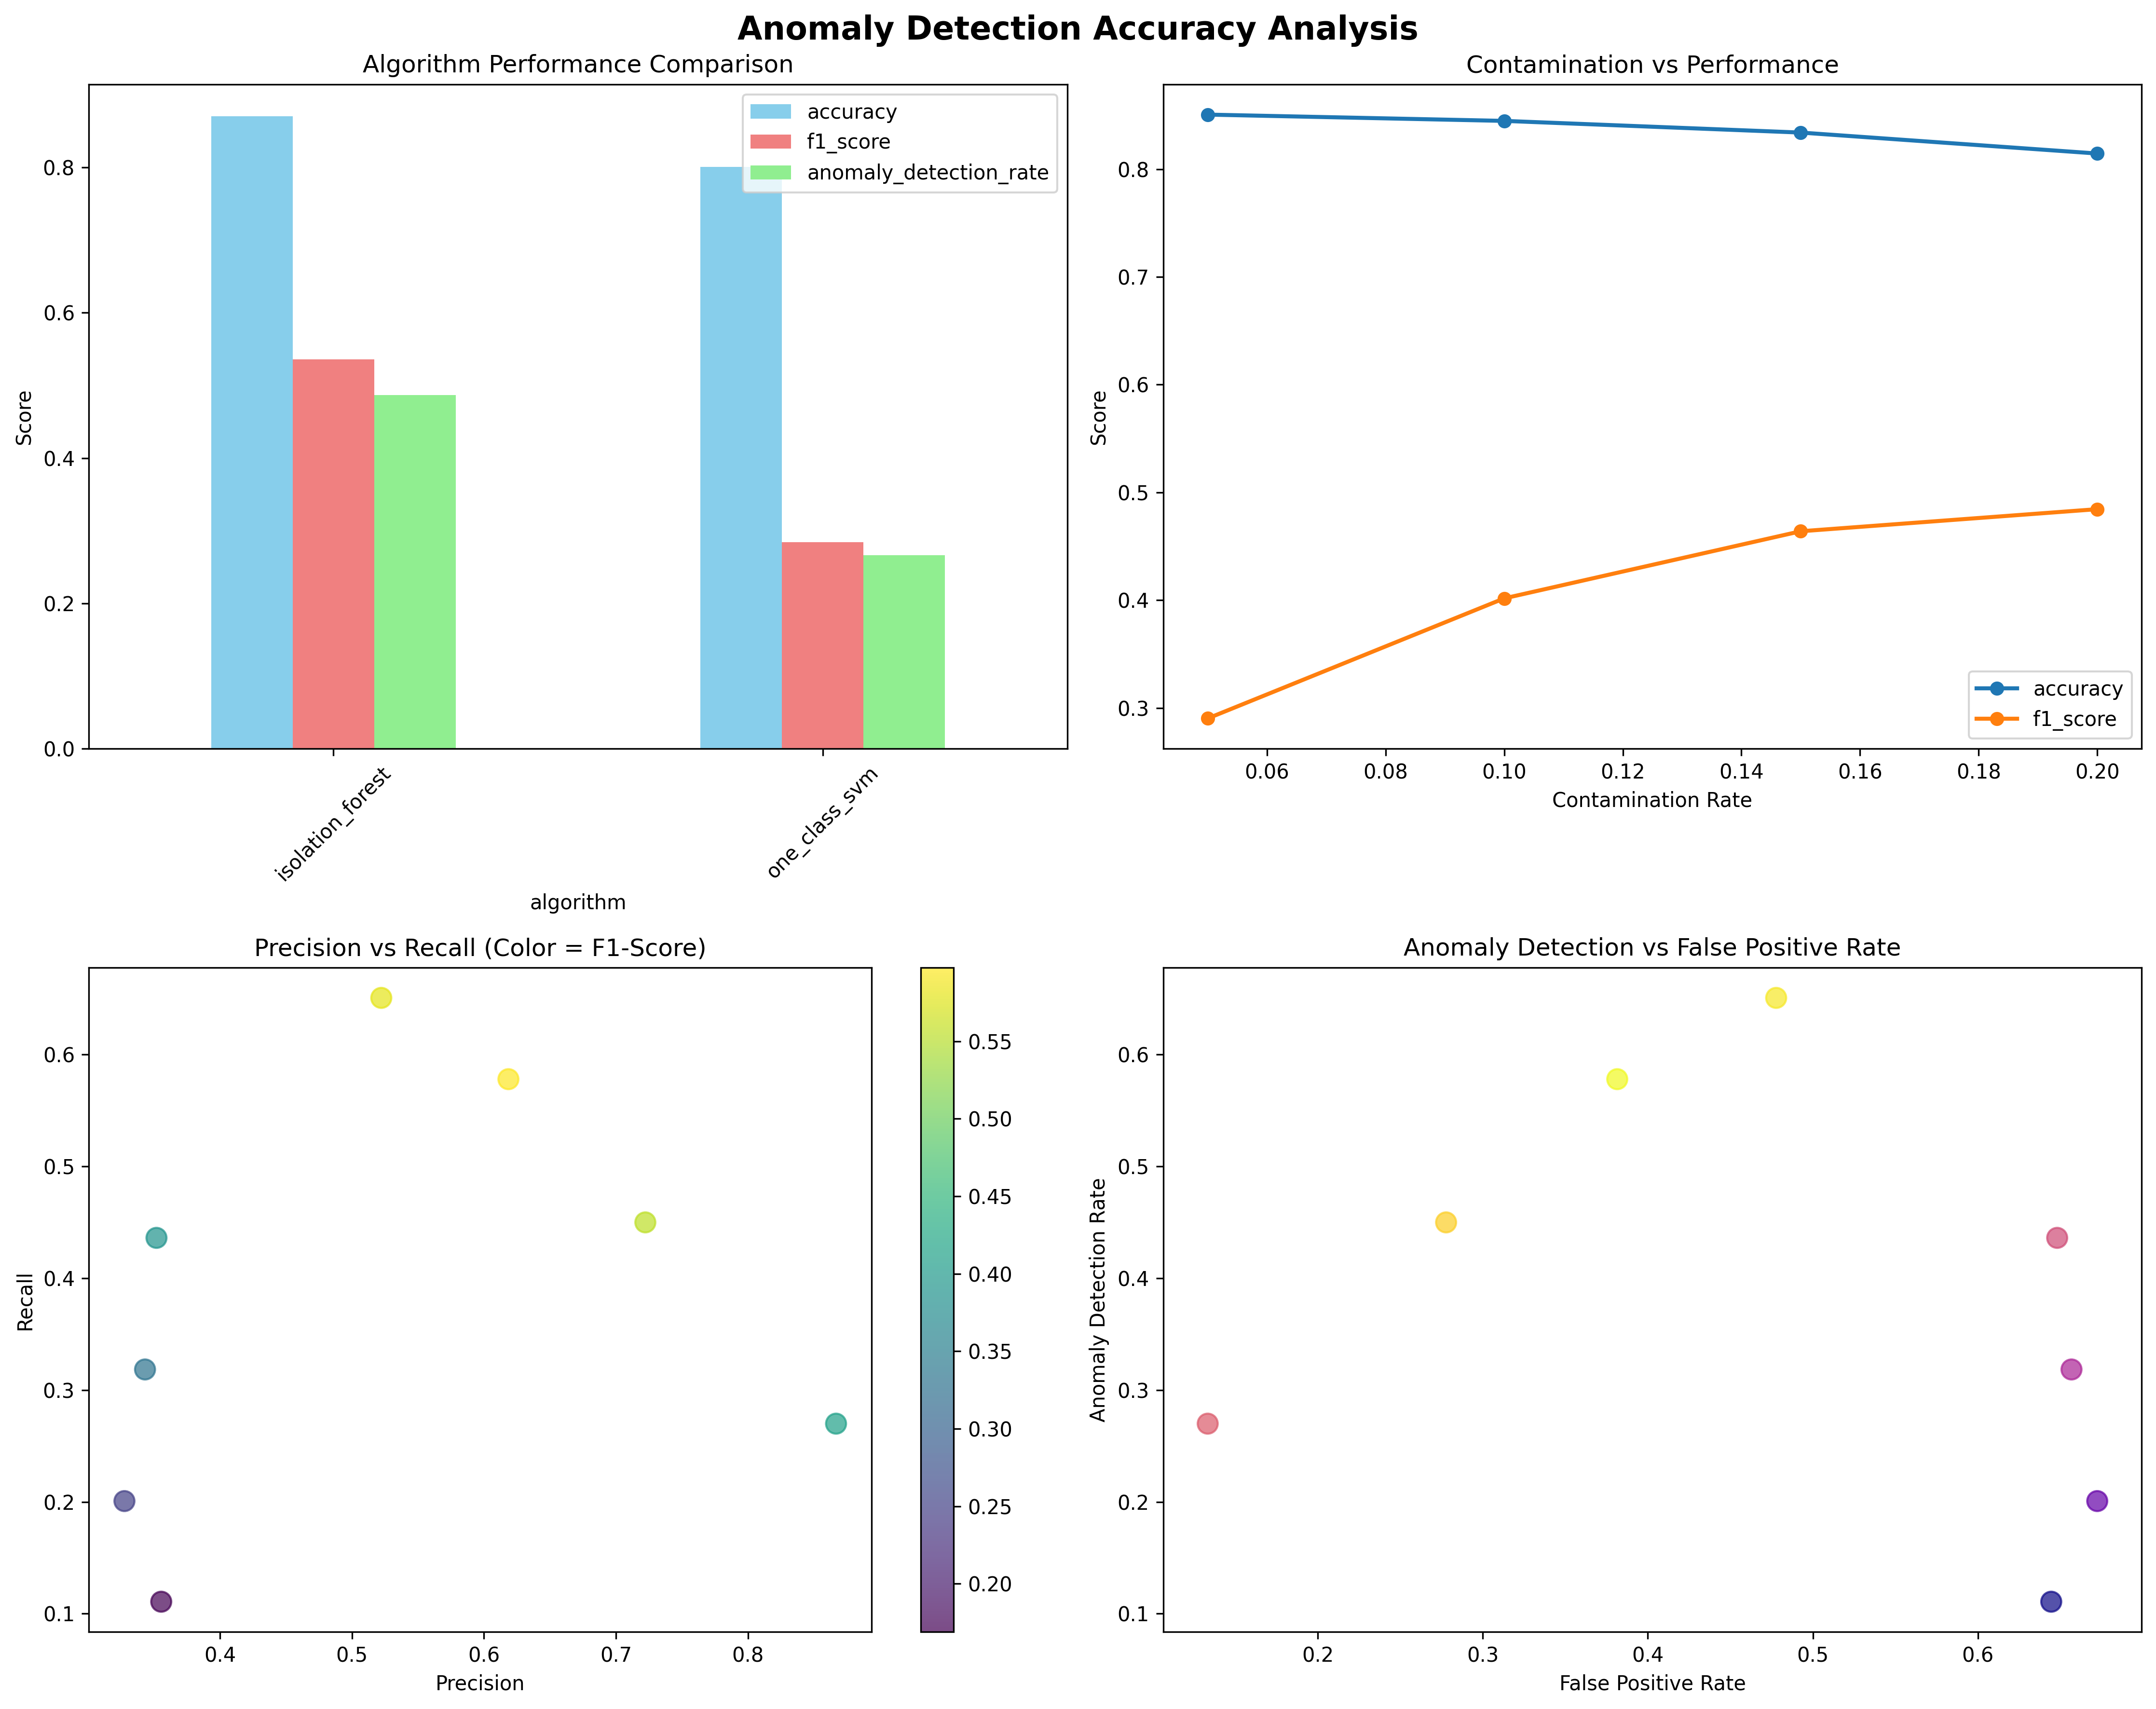 Anomaly Detection Accuracy Analysis
Algorithm Performance Comparison
accuracy
f1_score
anomaly_detection_rate
Score
0.8
0.6
0.4
0.2
0.0
isolation_forest
one_class_svm
algorithm
Contamination vs Performance
Score
0.8
0.7
0.6
0.5
0.4
0.3
accuracy
f1_score
0.06 0.08 0.10 0.12 0.14 0.16 0.18 0.20
Contamination Rate
Precision vs Recall (Color = F1-Score)
Recall
0.6
0.5
0.4
0.3
0.2
0.1
0.4 0.5 0.6 0.7 0.8
Precision
0.55
0.50
0.45
0.40
0.35
0.30
0.25
0.20
Anomaly Detection vs False Positive Rate
Anomaly Detection Rate
0.6
0.5
0.4
0.3
0.2
0.1
0.2 0.3 0.4 0.5 0.6
False Positive Rate